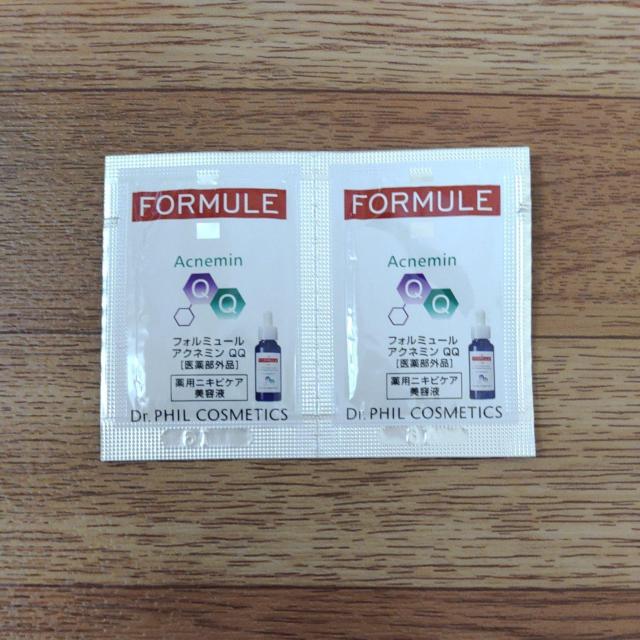 FORMULE
Acnemin
Q
Q
フォルミュール
アクネミン QQ
[医薬部外品]
薬用ニキビケア
美容液
Dr. PHIL COSMETICS
FORMULE
Acnemin
Q
Q
フォルミュール
アクネミン QQ
[医薬部外品]
薬用ニキビケア
美容液
Dr. PHIL COSMETICS